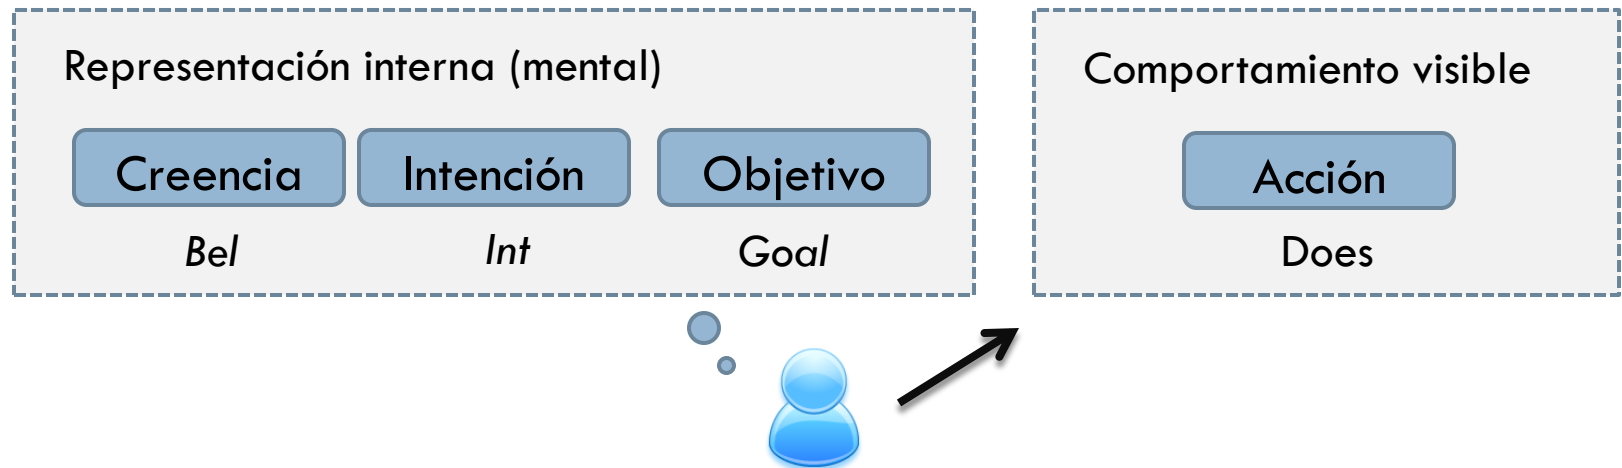 Representación interna (mental)
Creencia
Intención
Objetivo
Bel
Int
Goal
Comportamiento visible
Acción
Does